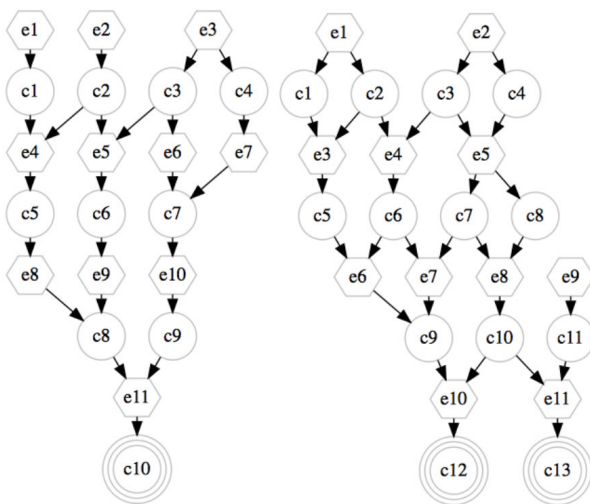 e1 e2 e3
c1 c2 c3 c4
e4 e5 e6 e7
c5 c6 c7
e8 e9 e10
c8 c9
e11
c10
e1 e2
c1 c2 c3 c4
e3 e4 e5
c5 c6 c7 c8
e6 e7 e8 e9
c9 c10 c11
e10 e11
c12 c13